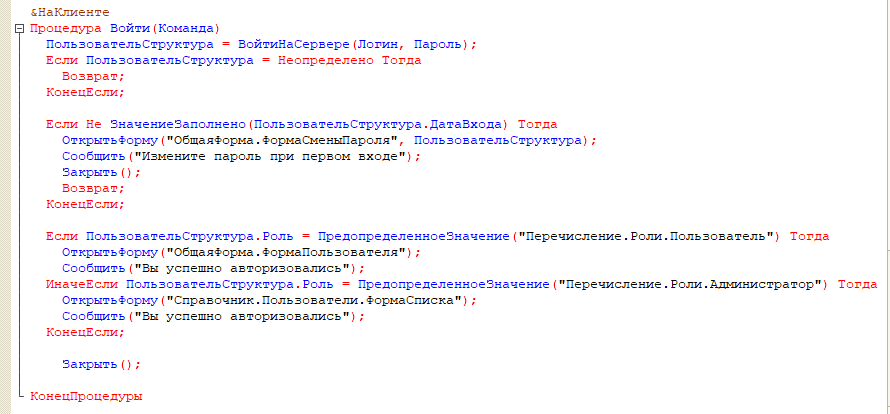 &НаКлиенте
Процедура Войти(Команда)
ПользовательСтруктура = ВойтиНаСервере(Логин, Пароль);
Если ПользовательСтруктура = Неопределено Тогда
Возврат;
КонецЕсли;
Если Не ЗначениеЗаполнено(ПользовательСтруктура.ДатаВхода) Тогда
ОткрытьФорму("ОбщаяФорма.ФормаСменыПароля", ПользовательСтруктура);
Сообщить("Измените пароль при первом входе");
Закрыть();
Возврат;
КонецЕсли;
Если ПользовательСтруктура.Роль = ПредопределенноеЗначение("Перечисление.Роли.Пользователь") Тогда
ОткрытьФорму("ОбщаяФорма.ФормаПользователя");
Сообщить("Вы успешно авторизовались");
ИначеЕсли ПользовательСтруктура.Роль = ПредопределенноеЗначение("Перечисление.Роли.Администратор") Тогда
ОткрытьФорму("Справочник.Пользователи.ФормаСписка");
Сообщить("Вы успешно авторизовались");
КонецЕсли;
Закрыть();
КонецПроцедуры